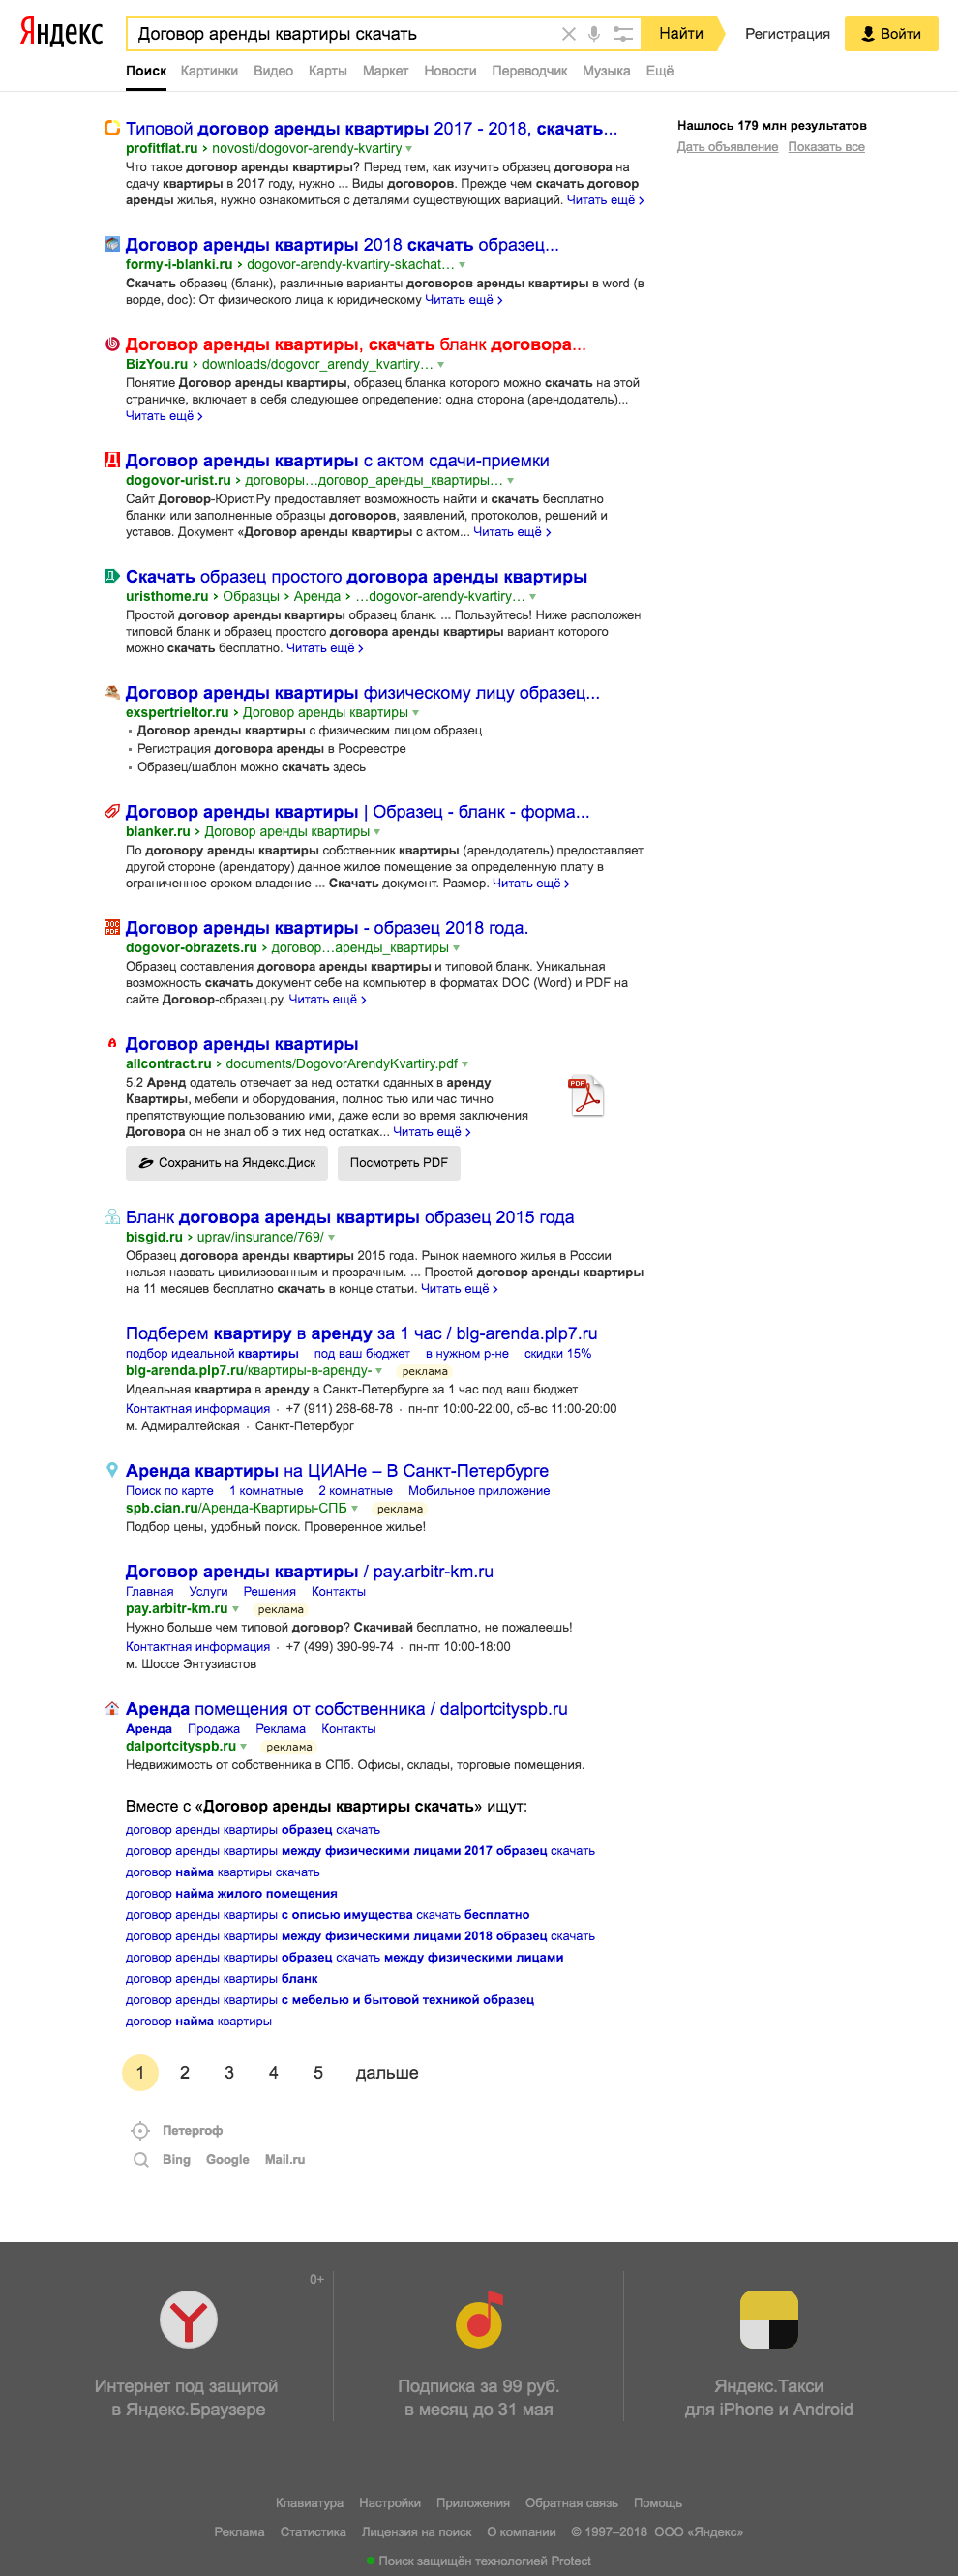 Яндекс
Договор аренды квартиры скачать
Найти
Регистрация
Войти
Поиск Картинки Видео Карты Маркет Новости Переводчик Музыка Ещё
Нашлось 179 млн результатов
Дать объявление Показать все
Типовой договор аренды квартиры 2017 - 2018, скачать...
profitflat.ru › novosti/dogovor-arendy-kvartiry
Что такое договор аренды квартиры? Перед тем, как изучить образец договора на
сдачу квартиры в 2017 году, нужно ... Виды договоров. Прежде чем скачать договор
аренды жилья, нужно ознакомиться с деталями существующих вариаций. Читать ещё ›
Договор аренды квартиры 2018 скачать образец...
formy-i-blanki.ru › dogovor-arendy-kvartiry-skachat…
Скачать образец (бланк), различные варианты договоров аренды квартиры в word (в
ворде, doc): От физического лица к юридическому Читать ещё ›
Договор аренды квартиры, скачать бланк договора...
BizYou.ru › downloads/dogovor_arendy_kvartiry…
Понятие Договор аренды квартиры, образец бланка которого можно скачать на этой
страничке, включает в себя следующее определение: одна сторона (арендодатель)...
Читать ещё ›
Договор аренды квартиры с актом сдачи-приемки
dogovor-urist.ru › договоры…договор_аренды_квартиры…
Сайт Договор-Юрист.Ру предоставляет возможность найти и скачать бесплатно
бланки или заполненные образцы договоров, заявлений, протоколов, решений и
уставов. Документ «Договор аренды квартиры с актом... Читать ещё ›
Скачать образец простого договора аренды квартиры
uristhome.ru › Образцы › Аренда › …dogovor-arendy-kvartiry…
Простой договор аренды квартиры образец бланк. ... Пользуйтесь! Ниже расположен
типовой бланк и образец простого договора аренды квартиры вариант которого
можно скачать бесплатно. Читать ещё ›
Договор аренды квартиры физическому лицу образец...
exspertrieltor.ru › Договор аренды квартиры
▪ Договор аренды квартиры с физическим лицом образец
▪ Регистрация договора аренды в Росреестре
▪ Образец/шаблон можно скачать здесь
Договор аренды квартиры | Образец - бланк - форма...
blanker.ru › Договор аренды квартиры
По договору аренды квартиры собственник квартиры (арендодатель) предоставляет
другой стороне (арендатору) данное жилое помещение за определенную плату в
ограниченное сроком владение ... Скачать документ. Размер. Читать ещё ›
DOC
PDF
Договор аренды квартиры - образец 2018 года.
dogovor-obrazets.ru › договор…аренды_квартиры
Образец составления договора аренды квартиры и типовой бланк. Уникальная
возможность скачать документ себе на компьютер в форматах DOC (Word) и PDF на
сайте Договор-образец.ру. Читать ещё ›
Договор аренды квартиры
allcontract.ru › documents/DogovorArendyKvartiry.pdf
5.2 Аренд одатель отвечает за нед остатки сданных в аренду
Квартиры, мебели и оборудования, полнос тью или час тично
препятствующие пользованию ими, даже если во время заключения
Договора он не знал об э тих нед остатках... Читать ещё ›
PDF
Сохранить на Яндекс.Диск
Посмотреть PDF
Бланк договора аренды квартиры образец 2015 года
bisgid.ru › uprav/insurance/769/
Образец договора аренды квартиры 2015 года. Рынок наемного жилья в России
нельзя назвать цивилизованным и прозрачным. ... Простой договор аренды квартиры
на 11 месяцев бесплатно скачать в конце статьи. Читать ещё ›
Подберем квартиру в аренду за 1 час / blg-arenda.plp7.ru
подбор идеальной квартиры под ваш бюджет в нужном р-не скидки 15%
blg-arenda.plp7.ru/квартиры-в-аренду- реклама
Идеальная квартира в аренду в Санкт-Петербурге за 1 час под ваш бюджет
Контактная информация · +7 (911) 268-68-78 · пн-пт 10:00-22:00, сб-вс 11:00-20:00
м. Адмиралтейская · Санкт-Петербург
Аренда квартиры на ЦИАНе – В Санкт-Петербурге
Поиск по карте 1 комнатные 2 комнатные Мобильное приложение
spb.cian.ru/Аренда-Квартиры-СПБ реклама
Подбор цены, удобный поиск. Проверенное жилье!
Договор аренды квартиры / pay.arbitr-km.ru
Главная Услуги Решения Контакты
pay.arbitr-km.ru реклама
Нужно больше чем типовой договор? Скачивай бесплатно, не пожалеешь!
Контактная информация · +7 (499) 390-99-74 · пн-пт 10:00-18:00
м. Шоссе Энтузиастов
Аренда помещения от собственника / dalportcityspb.ru
Аренда Продажа Реклама Контакты
dalportcityspb.ru реклама
Недвижимость от собственника в СПб. Офисы, склады, торговые помещения.
Вместе с «Договор аренды квартиры скачать» ищут:
договор аренды квартиры образец скачать
договор аренды квартиры между физическими лицами 2017 образец скачать
договор найма квартиры скачать
договор найма жилого помещения
договор аренды квартиры с описью имущества скачать бесплатно
договор аренды квартиры между физическими лицами 2018 образец скачать
договор аренды квартиры образец скачать между физическими лицами
договор аренды квартиры бланк
договор аренды квартиры с мебелью и бытовой техникой образец
договор найма квартиры
1 2 3 4 5 дальше
Петергоф
Bing Google Mail.ru
0+
Интернет под защитой
в Яндекс.Браузере
Подписка за 99 руб.
в месяц до 31 мая
Яндекс.Такси
для iPhone и Android
Клавиатура Настройки Приложения Обратная связь Помощь
Реклама Статистика Лицензия на поиск О компании © 1997–2018 ООО «Яндекс»
Поиск защищён технологией Protect